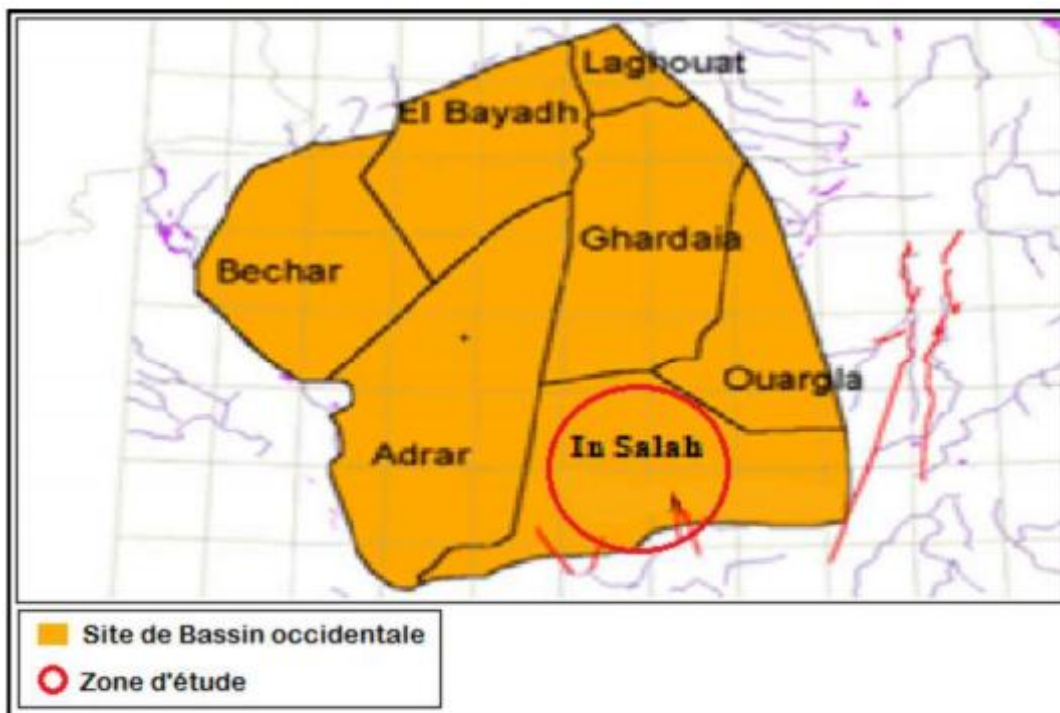 Laghouat
El Bayadh
Ghardaia
Bechar
Ouargla
In Salah
Adrar
Site de Bassin occidentale
Zone d'étude